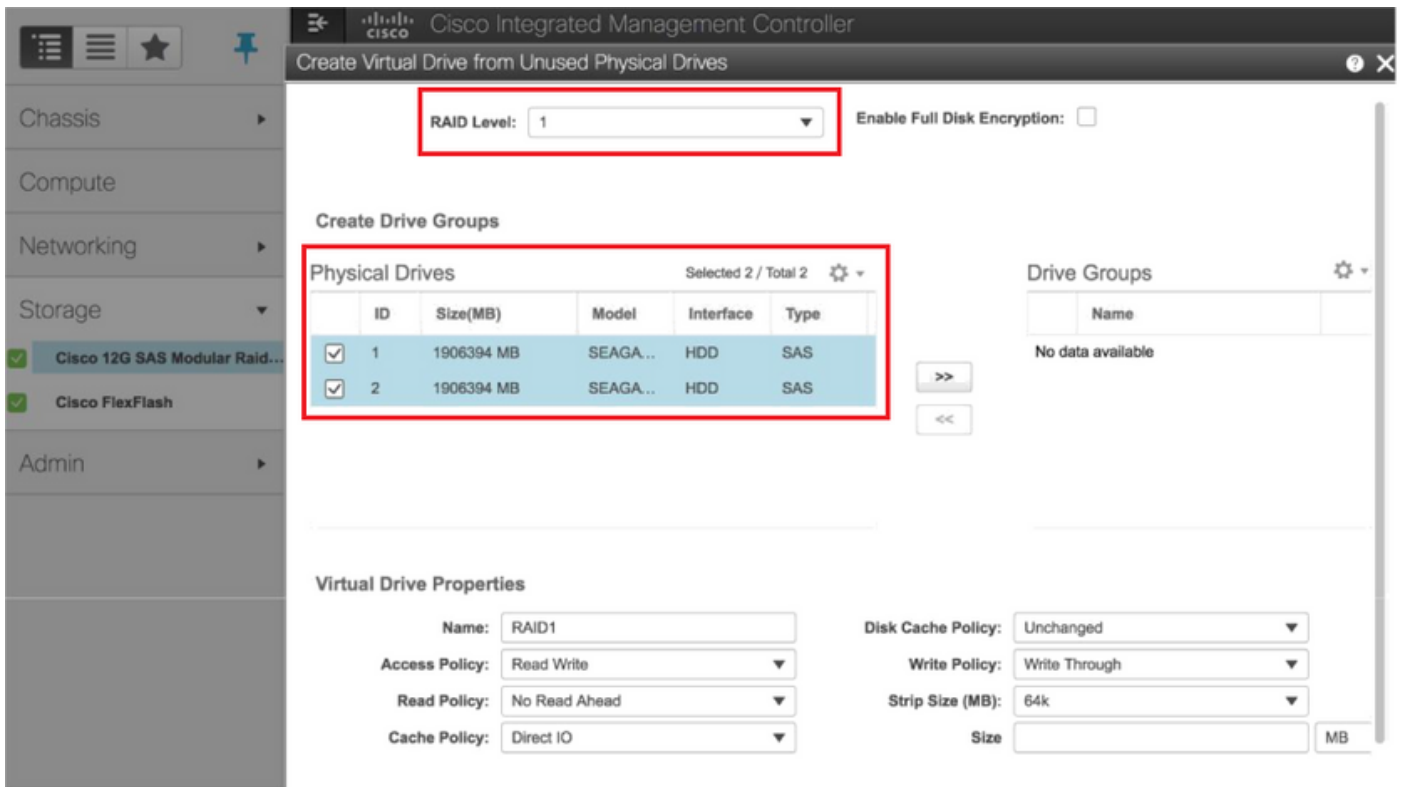 cisco Cisco Integrated Management Controller
Create Virtual Drive from Unused Physical Drives
Chassis
Compute
Networking
Storage
Cisco 12G SAS Modular Raid...
Cisco FlexFlash
Admin
RAID Level: 1
Enable Full Disk Encryption:
Create Drive Groups
Physical Drives Selected 2 / Total 2
ID Size(MB) Model Interface Type
1 1906394 MB SEAGA... HDD SAS
2 1906394 MB SEAGA... HDD SAS
>>
<<
Drive Groups
Name
No data available
Virtual Drive Properties
Name: RAID1
Access Policy: Read Write
Read Policy: No Read Ahead
Cache Policy: Direct IO
Disk Cache Policy: Unchanged
Write Policy: Write Through
Strip Size (MB): 64k
Size MB